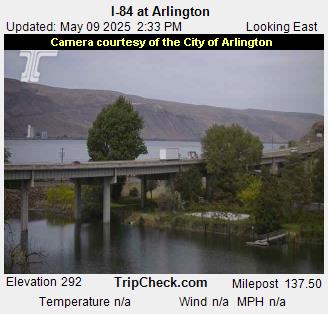 I-84 at Arlington
Updated: May 09 2025 2:33 PM Looking East
Camera courtesy of the City of Arlington
Elevation 292 TripCheck.com Milepost 137.50
Temperature n/a Wind n/a MPH n/a